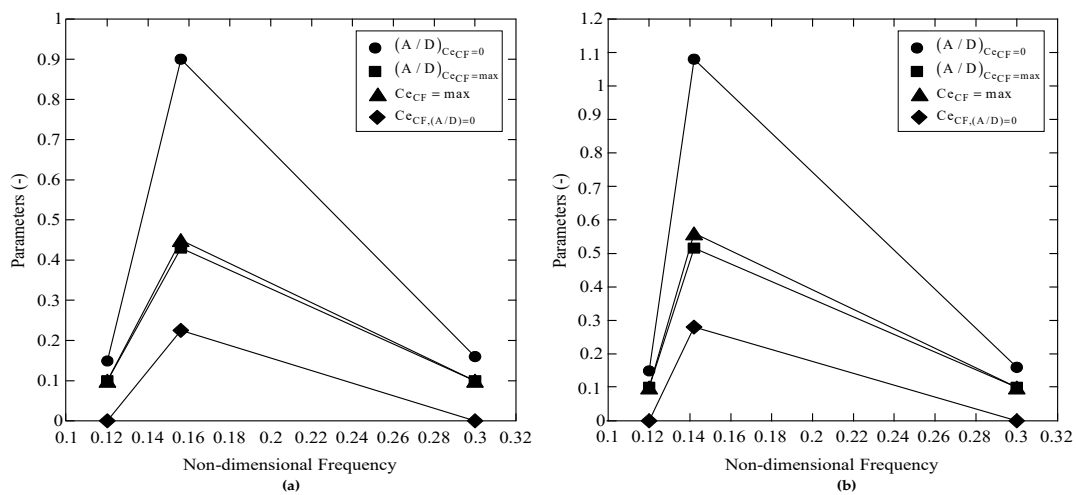 1
0.9
0.8
0.7
0.6
0.5
0.4
0.3
0.2
0.1
0
Parameters (-)
0.1 0.12 0.14 0.16 0.18 0.2 0.22 0.24 0.26 0.28 0.3 0.32
Non-dimensional Frequency
(A / D)CeCF=0
(A / D)CeCF=max
CeCF = max
CeCF,(A/D)=0
(a)
1.2
1.1
1
0.9
0.8
0.7
0.6
0.5
0.4
0.3
0.2
0.1
0
Parameters (-)
0.1 0.12 0.14 0.16 0.18 0.2 0.22 0.24 0.26 0.28 0.3 0.32
Non-dimensional Frequency
(A / D)CeCF=0
(A / D)CeCF=max
CeCF = max
CeCF,(A/D)=0
(b)